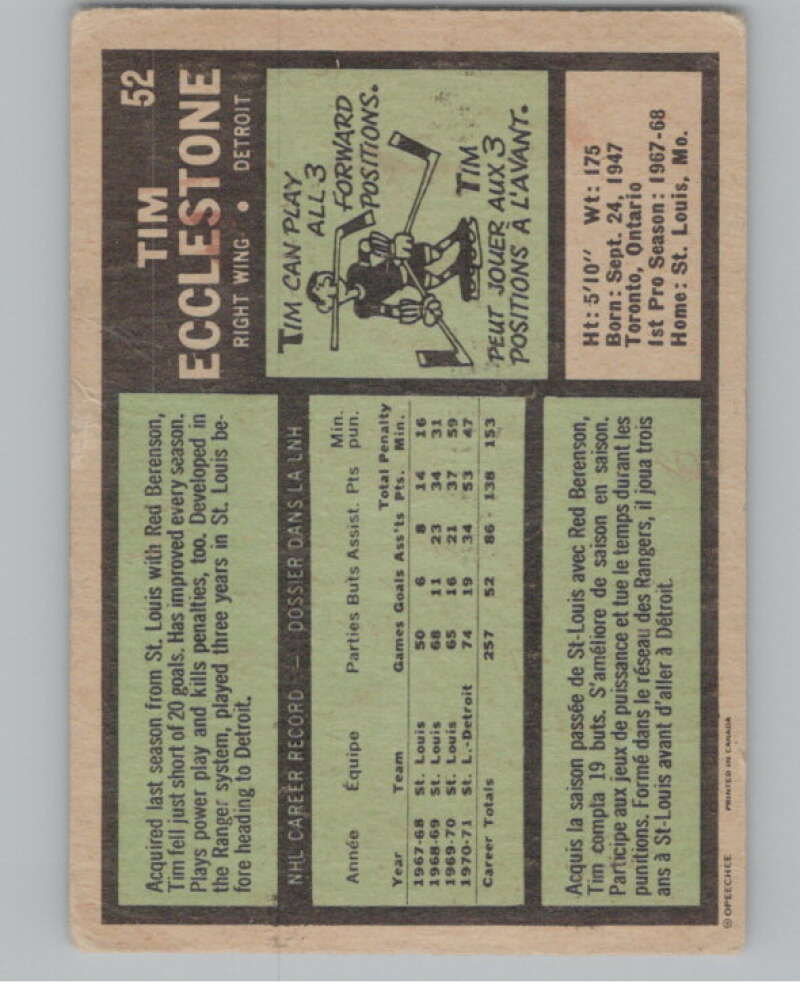 52
TIM
ECCLESTONE
RIGHT WING • DETROIT
Acquired last season from St. Louis with Red Berenson,
Tim fell just short of 20 goals. Has improved every season.
Plays power play and kills penalties, too. Developed in
the Ranger system, played three years in St. Louis be-
fore heading to Detroit.
TIM CAN PLAY
ALL 3
FORWARD
POSITIONS.
TIM
PEUT JOUER AUX 3
POSITIONS À L'AVANT.
NHL CAREER RECORD — DOSSIER DANS LA LNH
Année Équipe Parties Buts Assist. Pts Min. pun.
Year Team Games Goals Ass'ts Total Pts. Penalty Min.
1967-68 St. Louis 50 6 8 14 16
1968-69 St. Louis 68 11 23 34 31
1969-70 St. Louis 65 16 21 37 59
1970-71 St. L.-Detroit 74 19 34 53 47
Career Totals 257 52 86 138 153
Ht: 5'10" Wt: 175
Born: Sept. 24, 1947
Toronto, Ontario
1st Pro Season: 1967-68
Home: St. Louis, Mo.
Acquis la saison passée de St-Louis avec Red Berenson,
Tim compta 19 buts. S'améliore de saison en saison.
Participe aux jeux de puissance et tue le temps durant les
punitions. Formé dans le réseau des Rangers, il joua trois
ans à St-Louis avant d'aller à Détroit.
© OPEECHEE PRINTED IN CANADA